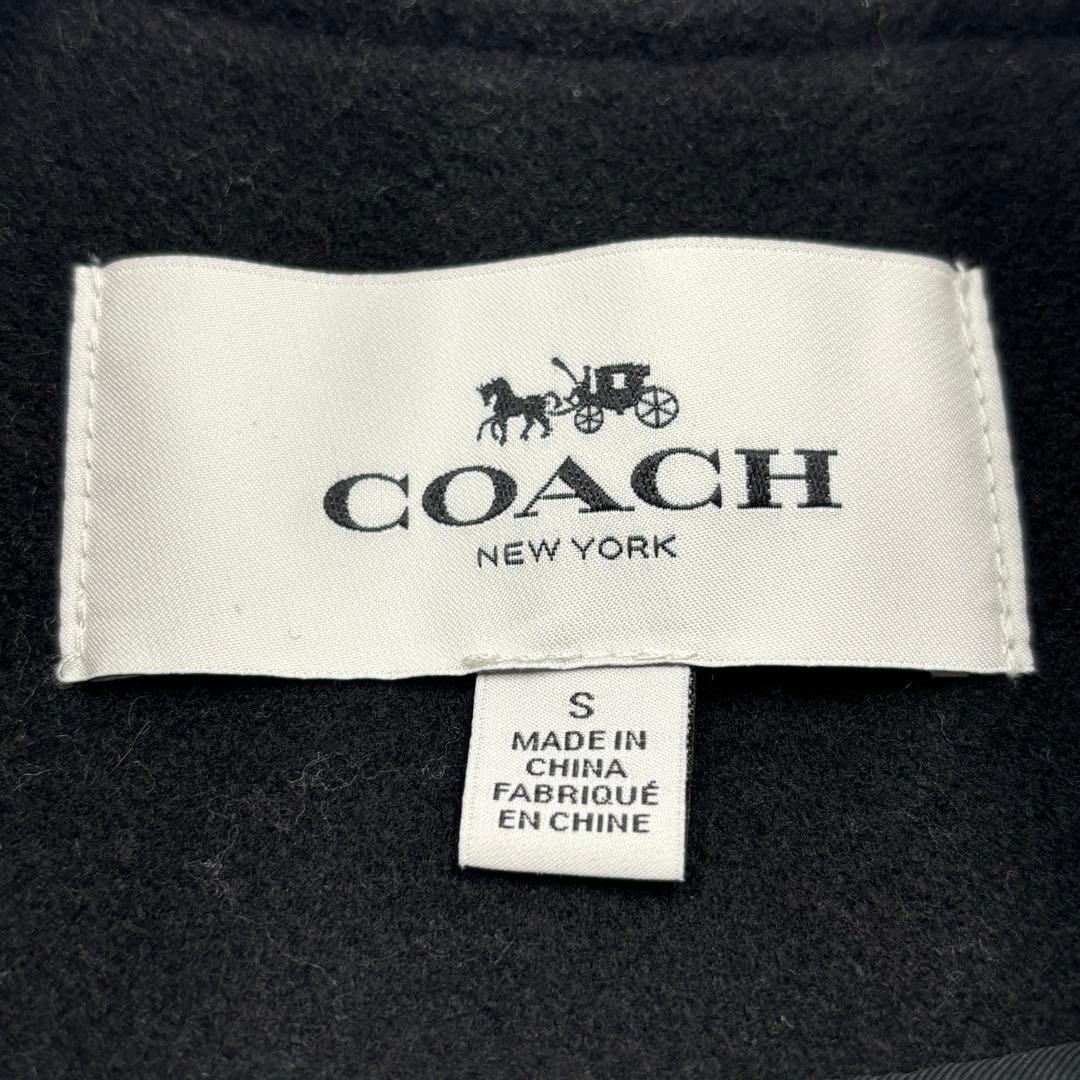 COACH
NEW YORK
S
MADE IN
CHINA
FABRIQUÉ
EN CHINE